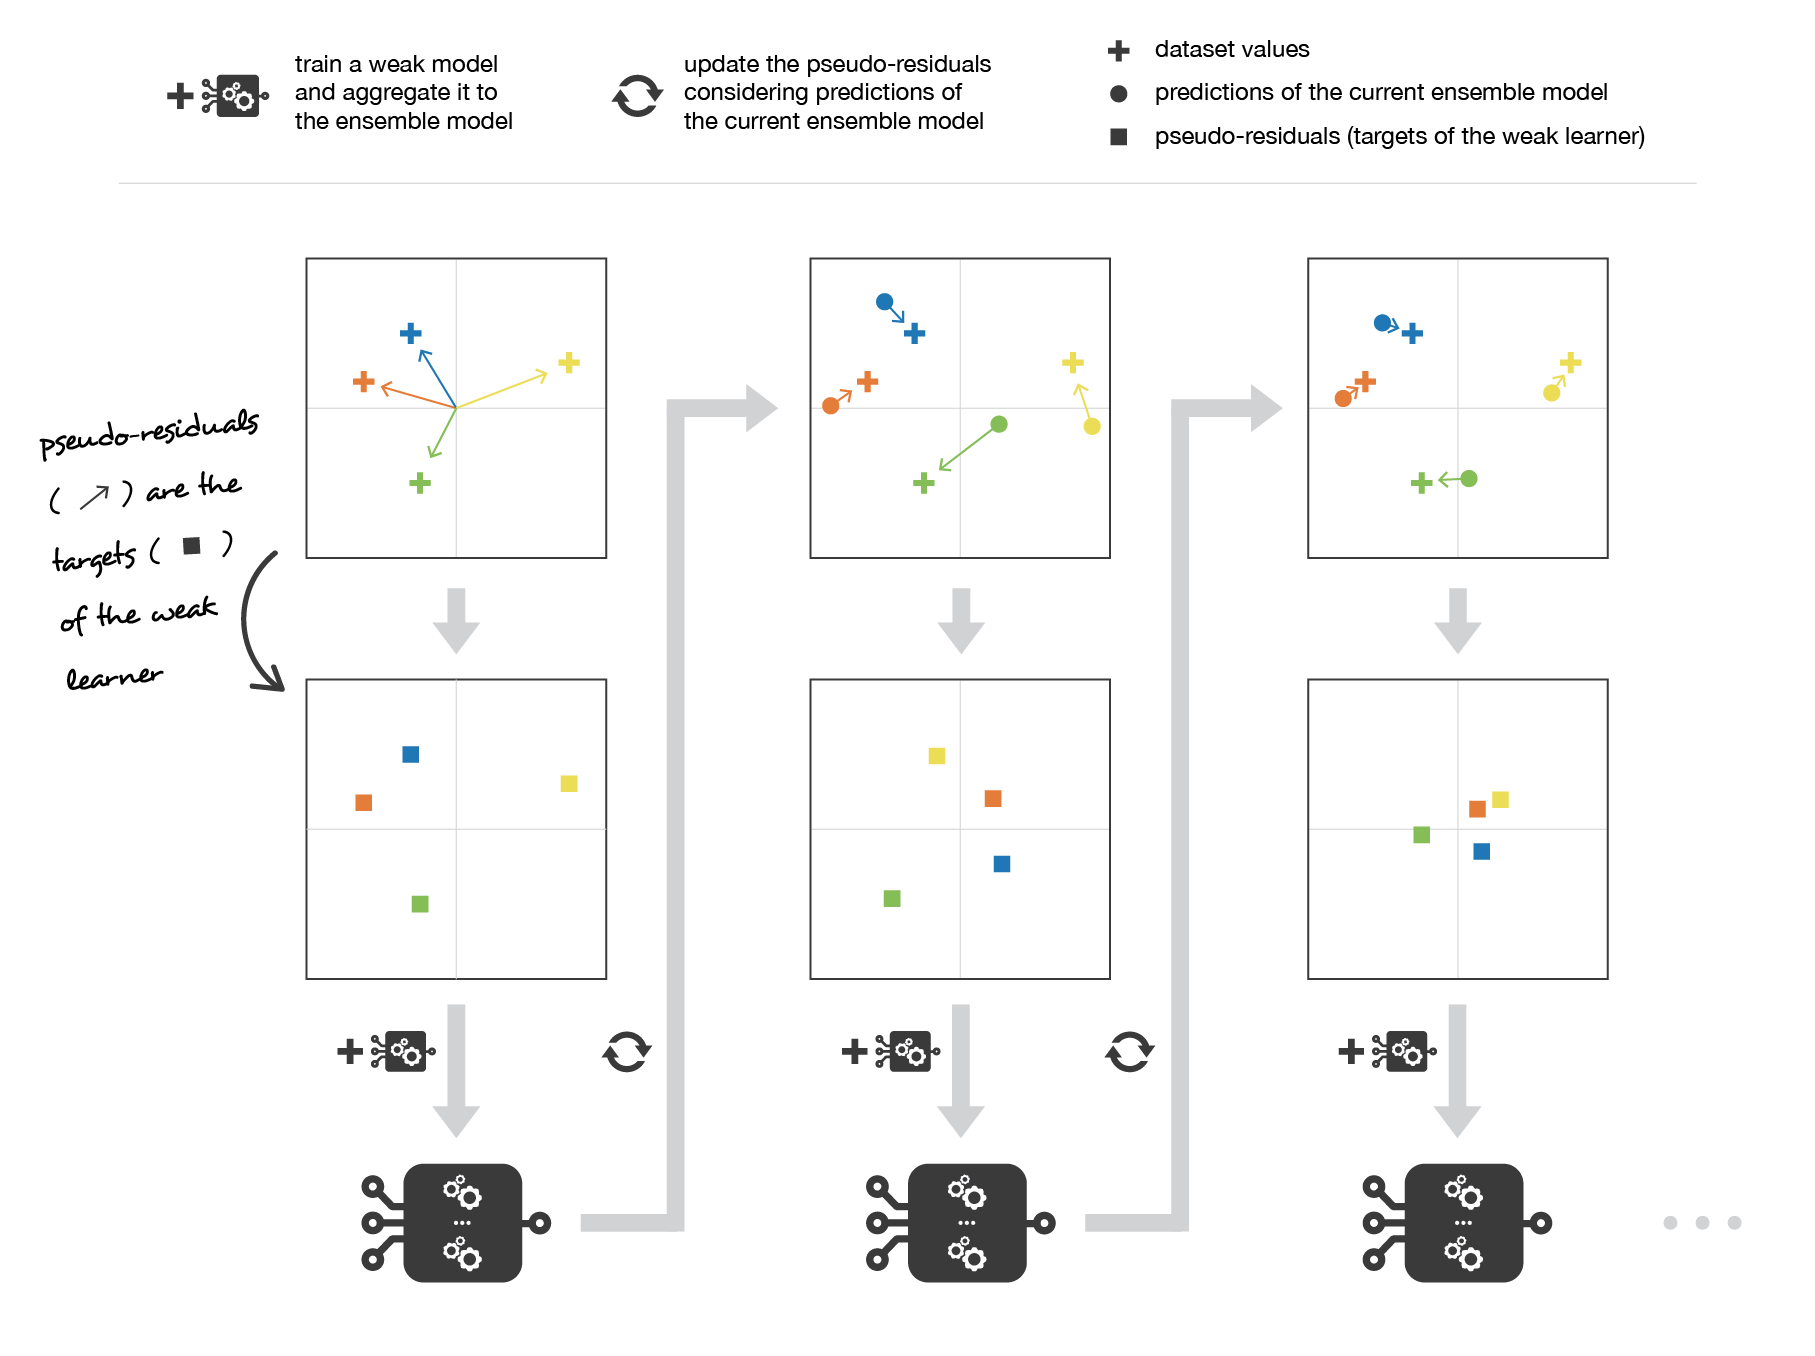 train a weak model
and aggregate it to
the ensemble model
update the pseudo-residuals
considering predictions of
the current ensemble model
dataset values
predictions of the current ensemble model
pseudo-residuals (targets of the weak learner)
pseudo-residuals
( ) are the
targets ( )
of the weak
learner